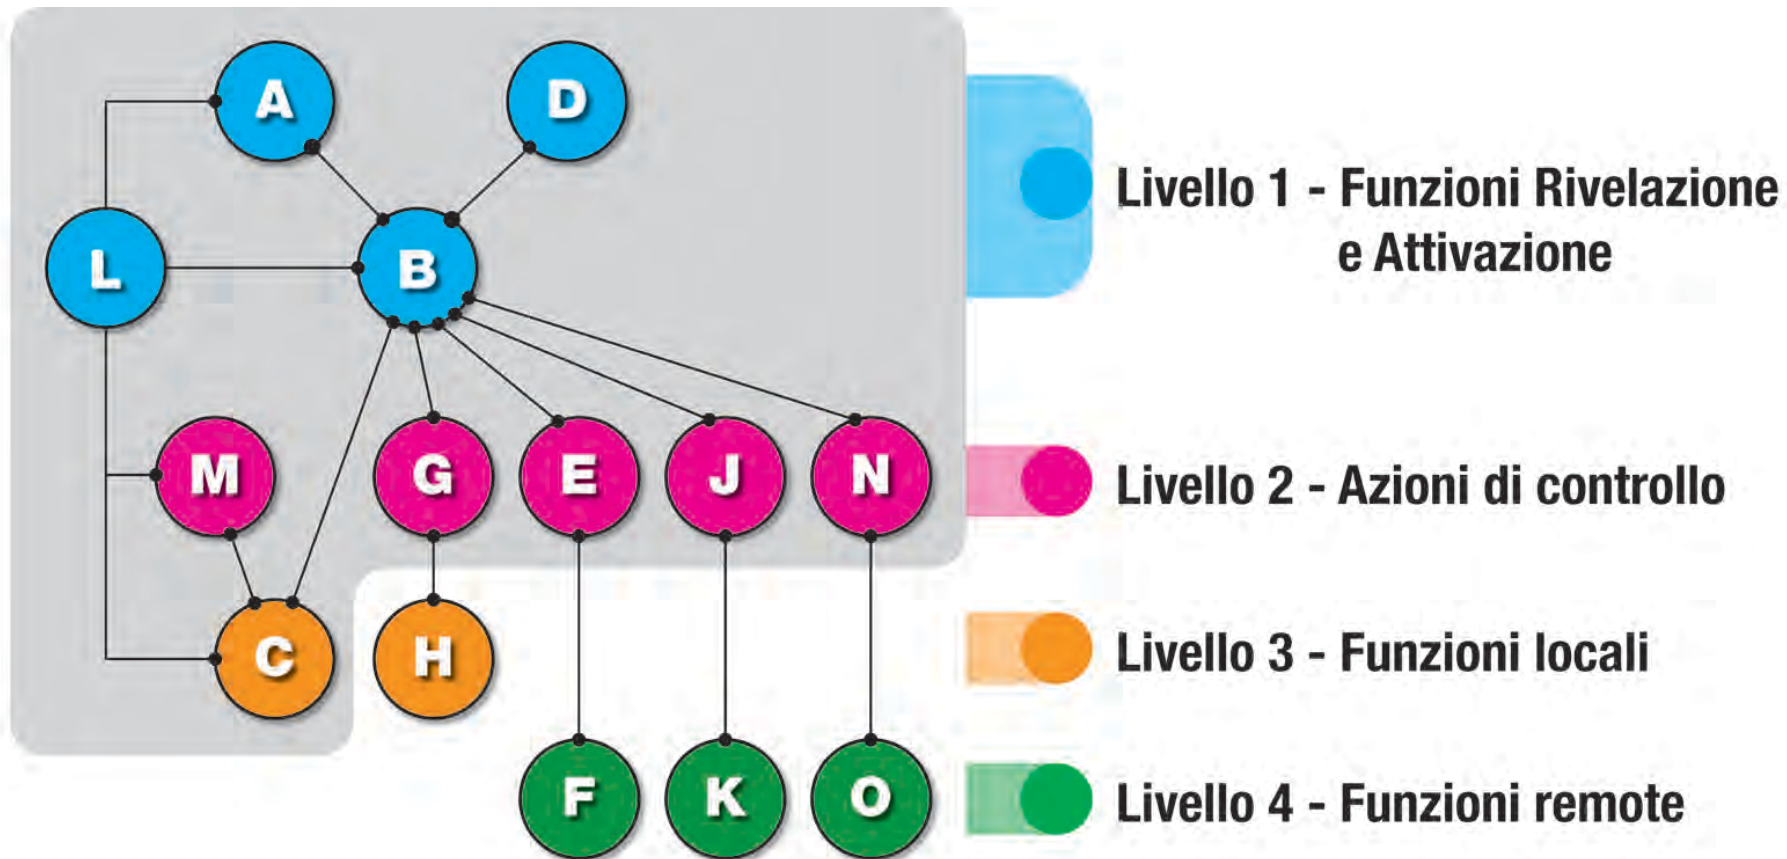 A
D
L
B
Livello 1 - Funzioni Rivelazione
e Attivazione
M
G
E
J
N
Livello 2 - Azioni di controllo
C
H
Livello 3 - Funzioni locali
F
K
O
Livello 4 - Funzioni remote